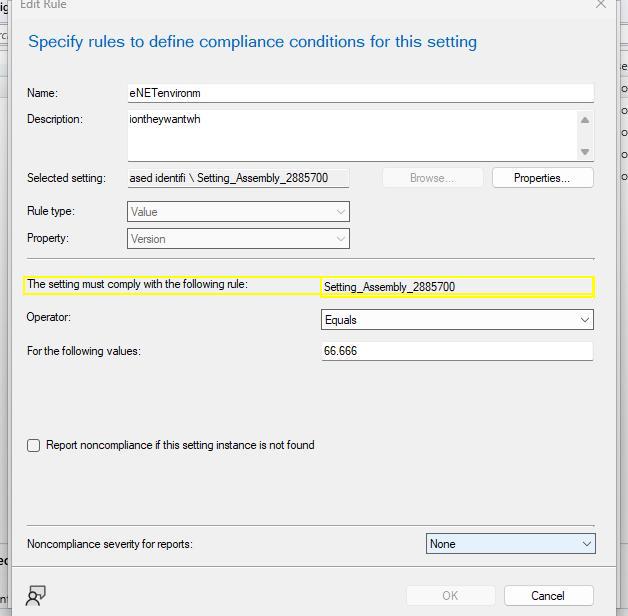 Edit Rule
Specify rules to define compliance conditions for this setting
Name: eNETenvironm
Description: iontheywantwh
Selected setting: ased identifi \ Setting_Assembly_2885700 Browse... Properties...
Rule type: Value
Property: Version
The setting must comply with the following rule: Setting_Assembly_2885700
Operator: Equals
For the following values: 66.666
Report noncompliance if this setting instance is not found
Noncompliance severity for reports: None
OK Cancel